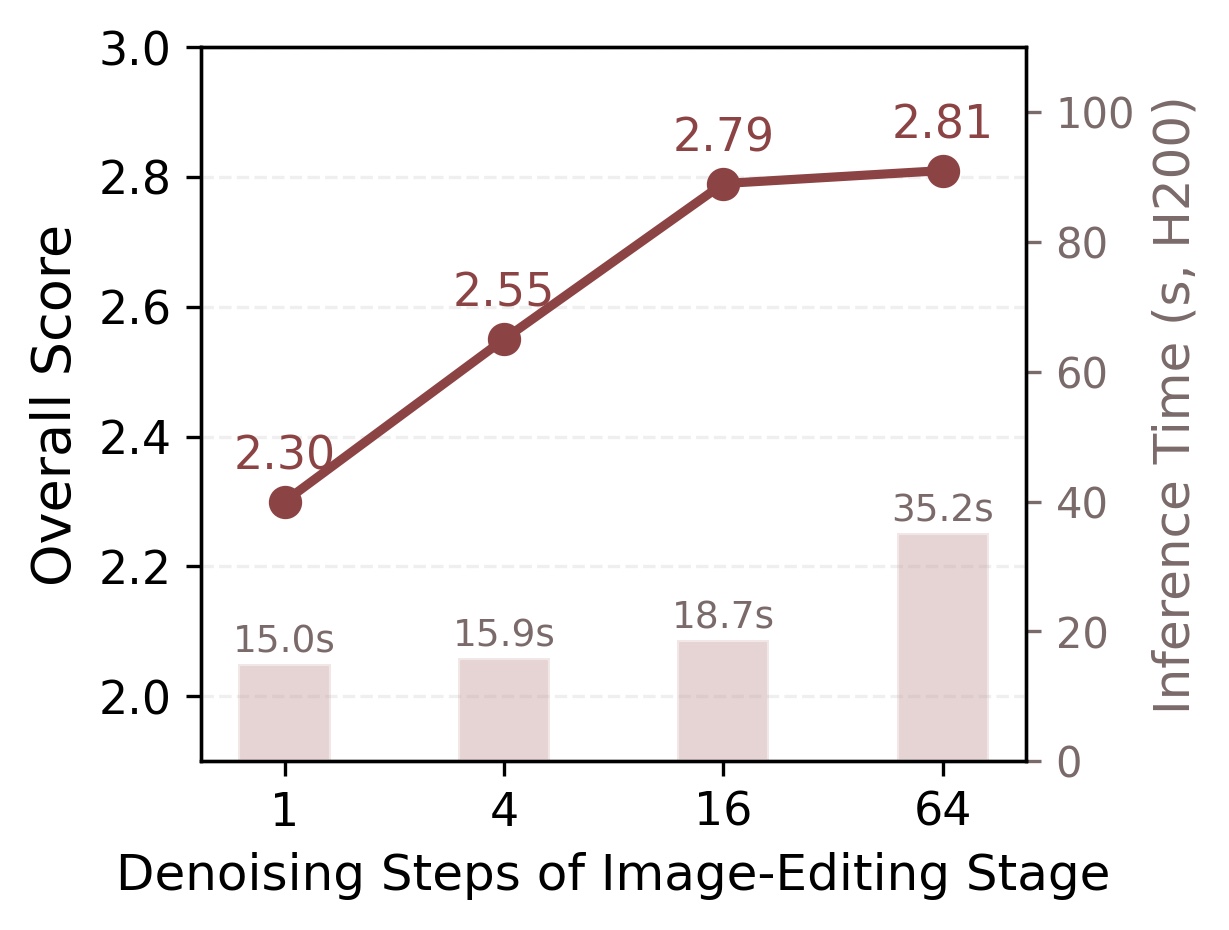 3.0
2.8
2.6
2.4
2.2
2.0
Overall Score
2.30
2.55
2.79
2.81
15.0s
15.9s
18.7s
35.2s
100
80
60
40
20
0
Inference Time (s, H200)
1
4
16
64
Denoising Steps of Image-Editing Stage